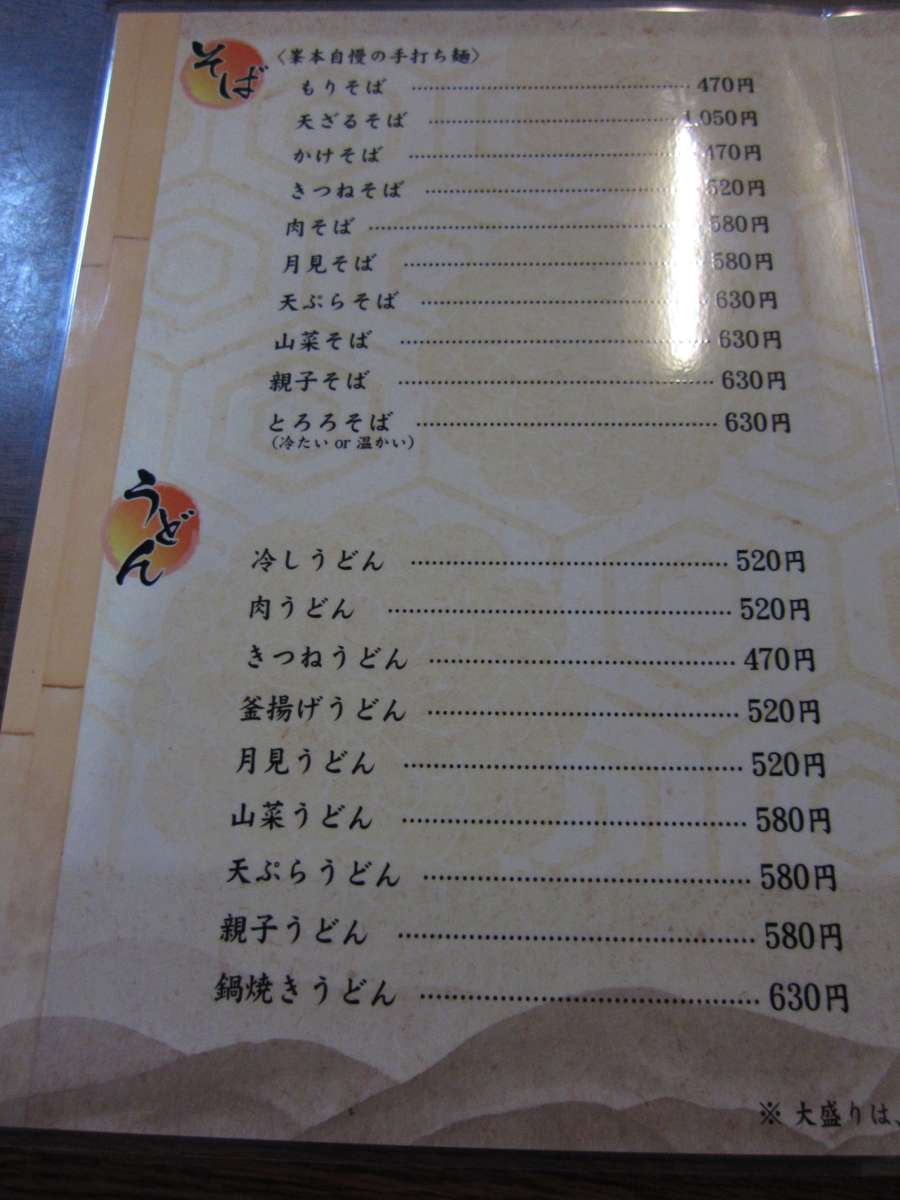 そば
〈峯本自慢の手打ち麺〉
もりそば 470円
天ざるそば 1,050円
かけそば 470円
きつねそば 520円
肉そば 580円
月見そば 580円
天ぷらそば 630円
山菜そば 630円
親子そば 630円
とろろそば 630円
(冷たい or 温かい)
うどん
冷しうどん 520円
肉うどん 520円
きつねうどん 470円
釜揚げうどん 520円
月見うどん 520円
山菜うどん 580円
天ぷらうどん 580円
親子うどん 580円
鍋焼きうどん 630円
※ 大盛りは、